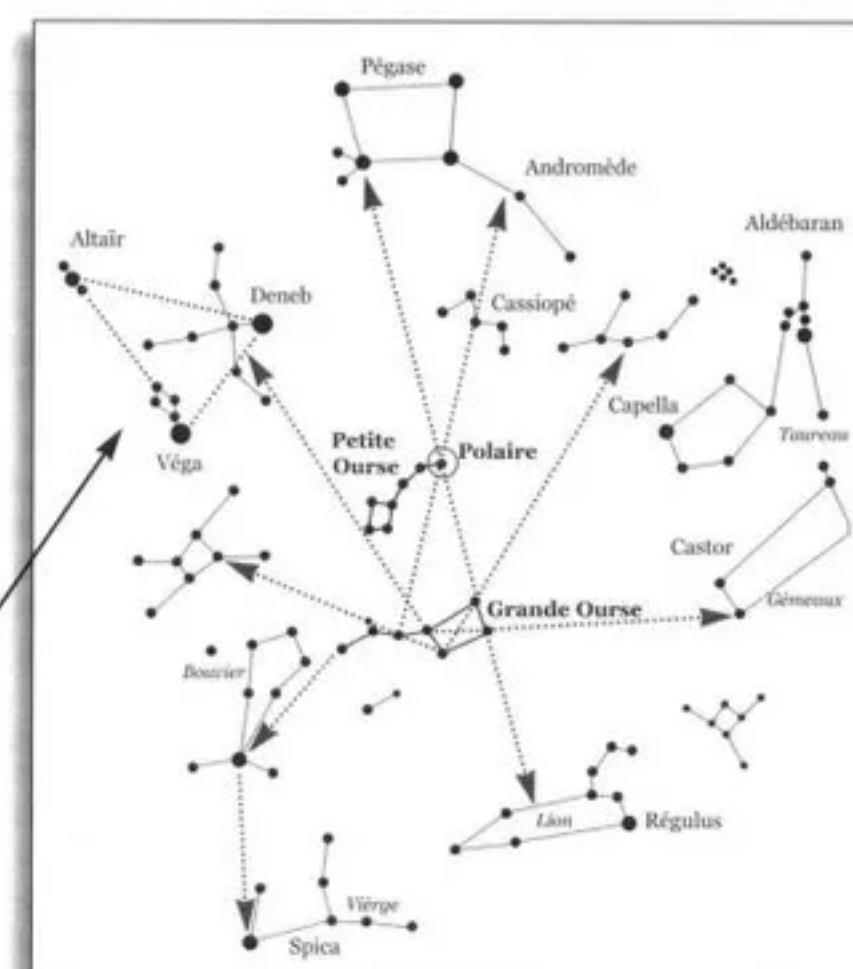 Pégase
Andromède
Aldébaran
Altaïr
Deneb
Cassiopé
Capella
Taureau
Petite
Ourse
Polaire
Véga
Castor
Gémeaux
Grande Ourse
Bouvier
Lion
Régulus
Vièrge
Spica